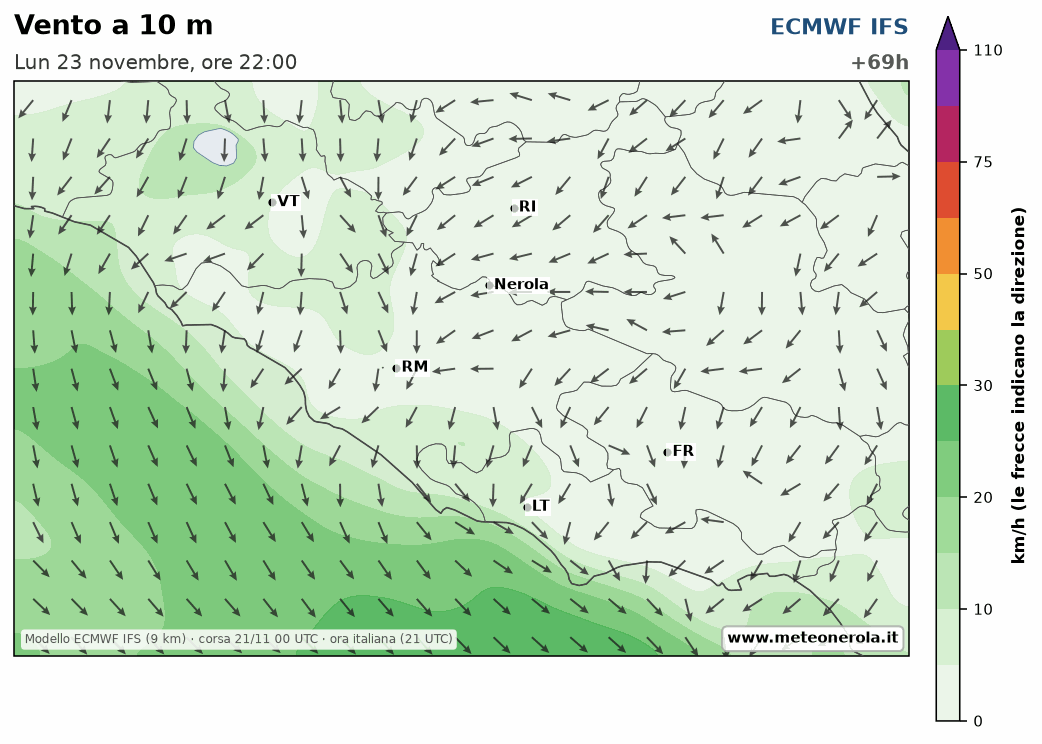 Vento a 10 m
ECMWF IFS
Lun 23 novembre, ore 22:00
+69h
VT
RI
Nerola
RM
FR
LT
Modello ECMWF IFS (9 km) · corsa 21/11 00 UTC · ora italiana (21 UTC)
www.meteonerola.it
110
75
50
30
20
10
0
km/h (le frecce indicano la direzione)